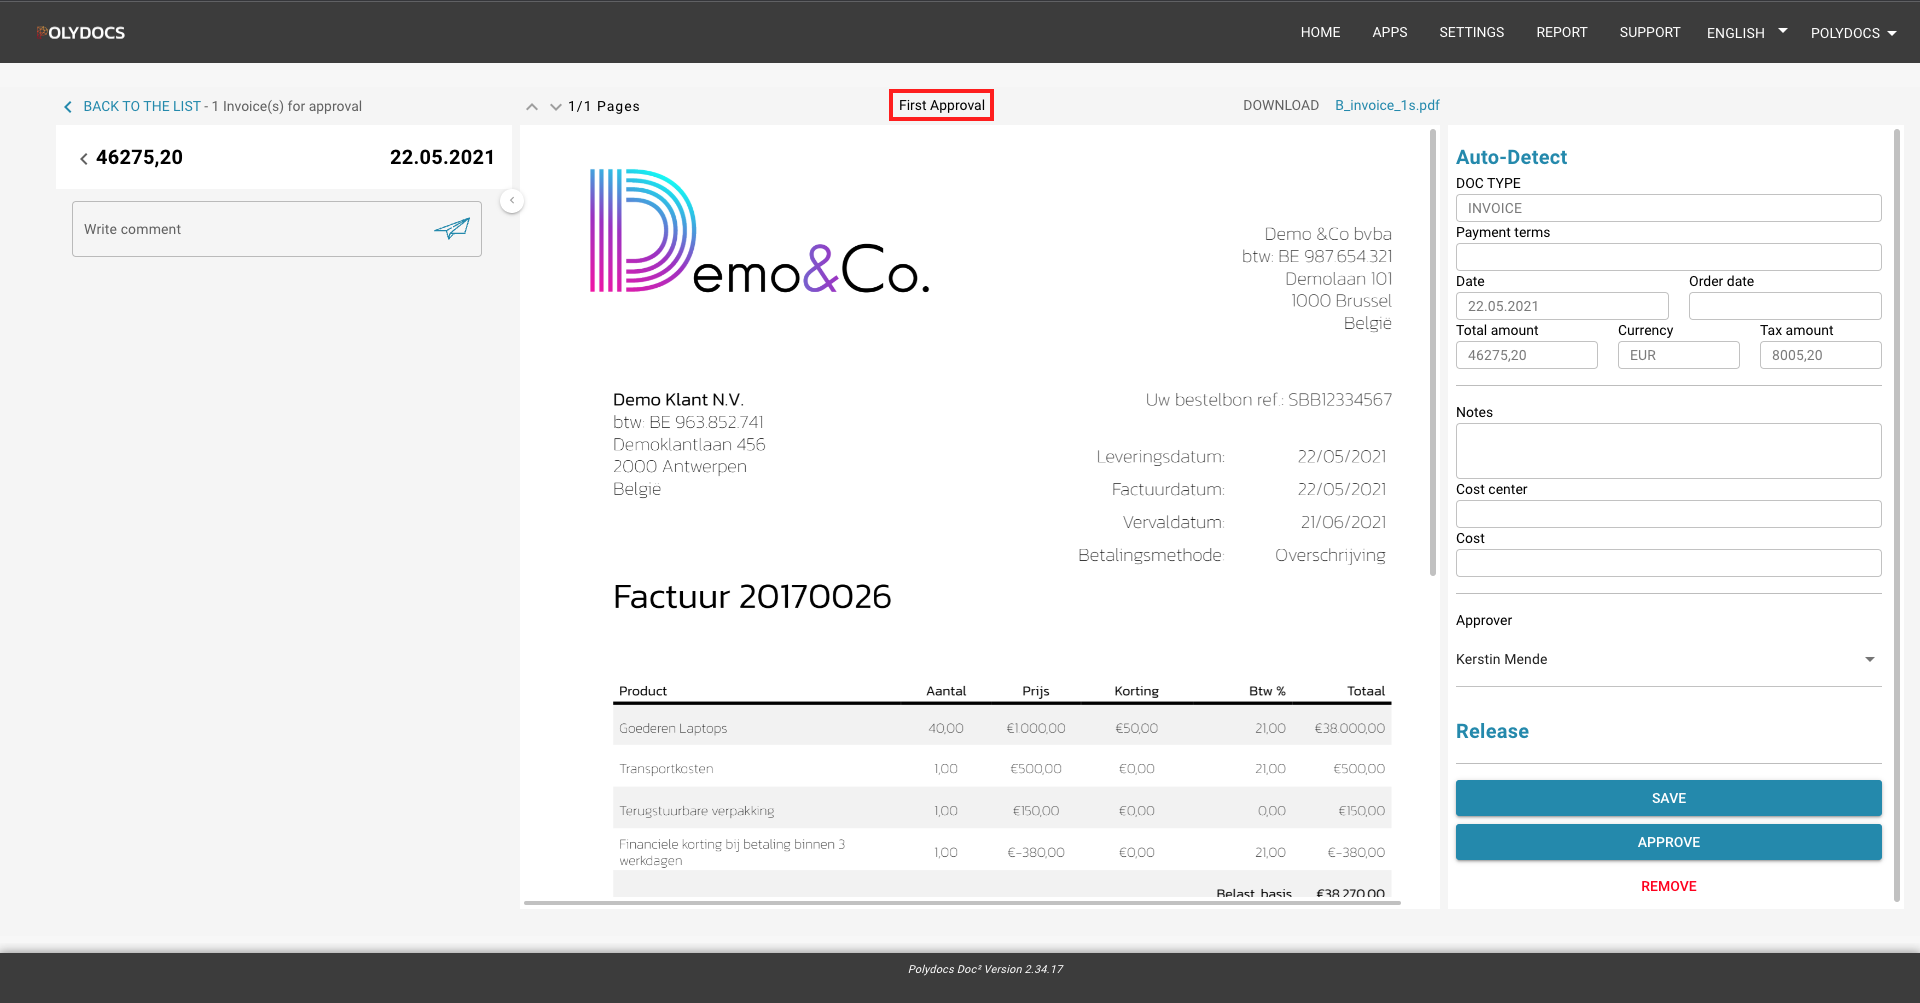 POLYDOCS
HOME APPS SETTINGS REPORT SUPPORT ENGLISH POLYDOCS
BACK TO THE LIST - 1 Invoice(s) for approval
1/1 Pages
First Approval
DOWNLOAD B_invoice_1s.pdf
46275,20 22.05.2021
Write comment
Demo&Co.
Demo &Co bvba
btw: BE 987.654.321
Demolaan 101
1000 Brussel
België
Demo Klant N.V.
btw: BE 963.852.741
Demoklantlaan 456
2000 Antwerpen
België
Uw bestelbon ref.: SBB12334567
Leveringsdatum: 22/05/2021
Factuurdatum: 22/05/2021
Vervaldatum: 21/06/2021
Betalingsmethode: Overschrijving
Factuur 20170026
Product Aantal Prijs Korting Btw % Totaal
Goederen Laptops 40,00 €1.000,00 €50,00 21,00 €38.000,00
Transportkosten 1,00 €500,00 €0,00 21,00 €500,00
Terugstuurbare verpakking 1,00 €150,00 €0,00 0,00 €150,00
Financiele korting bij betaling binnen 3
werkdagen 1,00 €-380,00 €0,00 21,00 €-380,00
Belast. basis €38.270,00
Auto-Detect
DOC TYPE
INVOICE
Payment terms
Date Order date
22.05.2021
Total amount Currency Tax amount
46275,20 EUR 8005,20
Notes
Cost center
Cost
Approver
Kerstin Mende
Release
SAVE
APPROVE
REMOVE
Polydocs Doc² Version 2.34.17